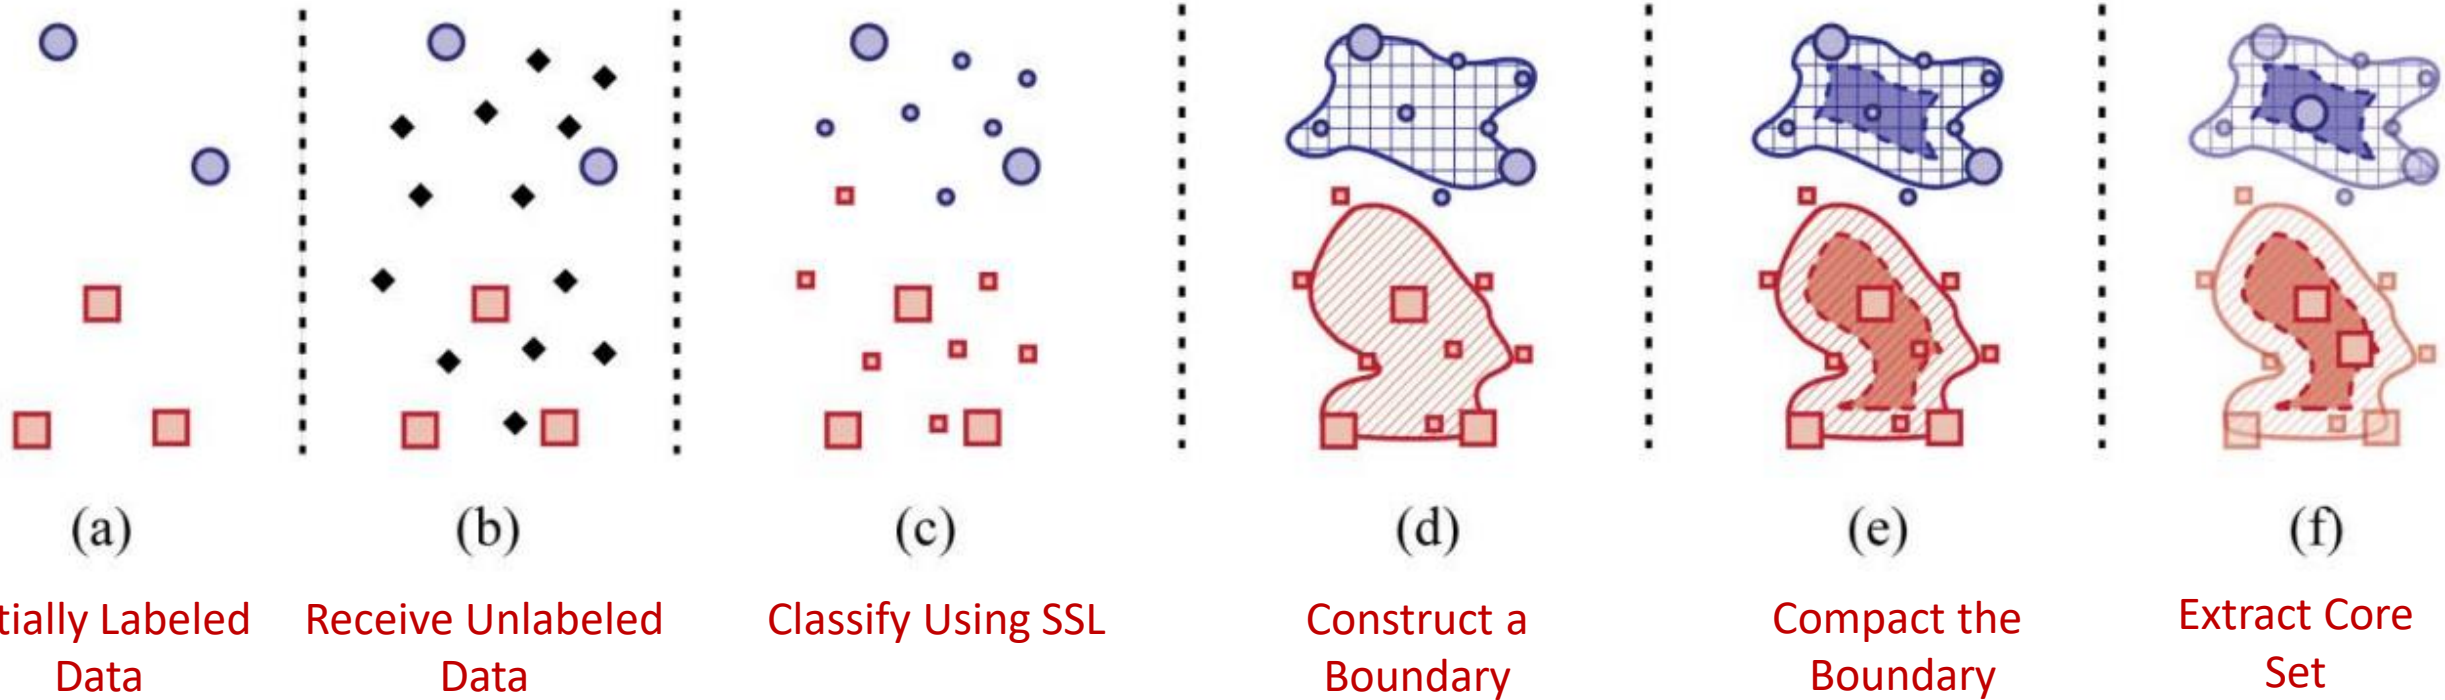 (a) (b) (c) (d) (e) (f)
tially Labeled
Data
Receive Unlabeled
Data
Classify Using SSL
Construct a
Boundary
Compact the
Boundary
Extract Core
Set